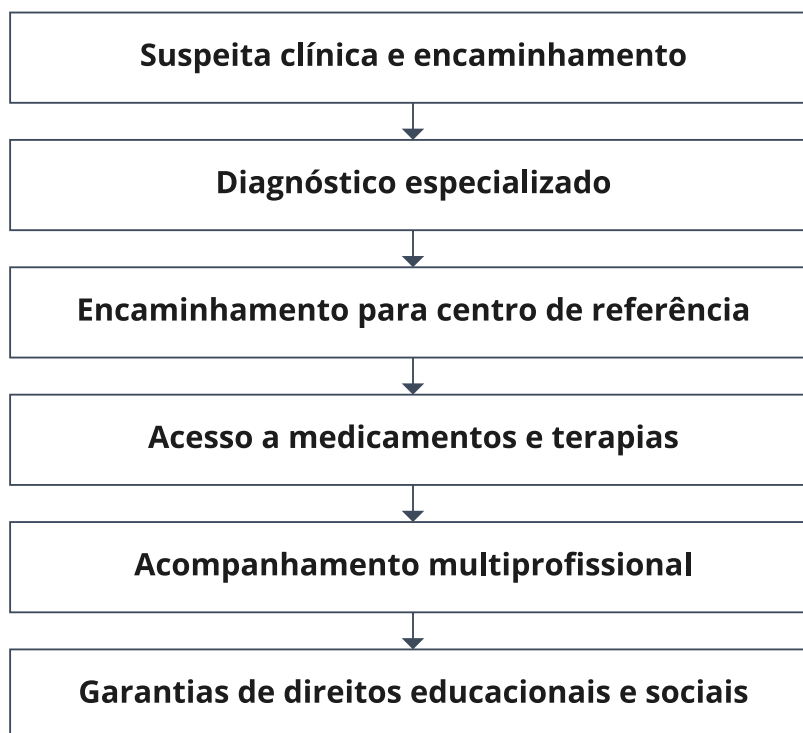 Suspeita clínica e encaminhamento
Diagnóstico especializado
Encaminhamento para centro de referência
Acesso a medicamentos e terapias
Acompanhamento multiprofissional
Garantias de direitos educacionais e sociais